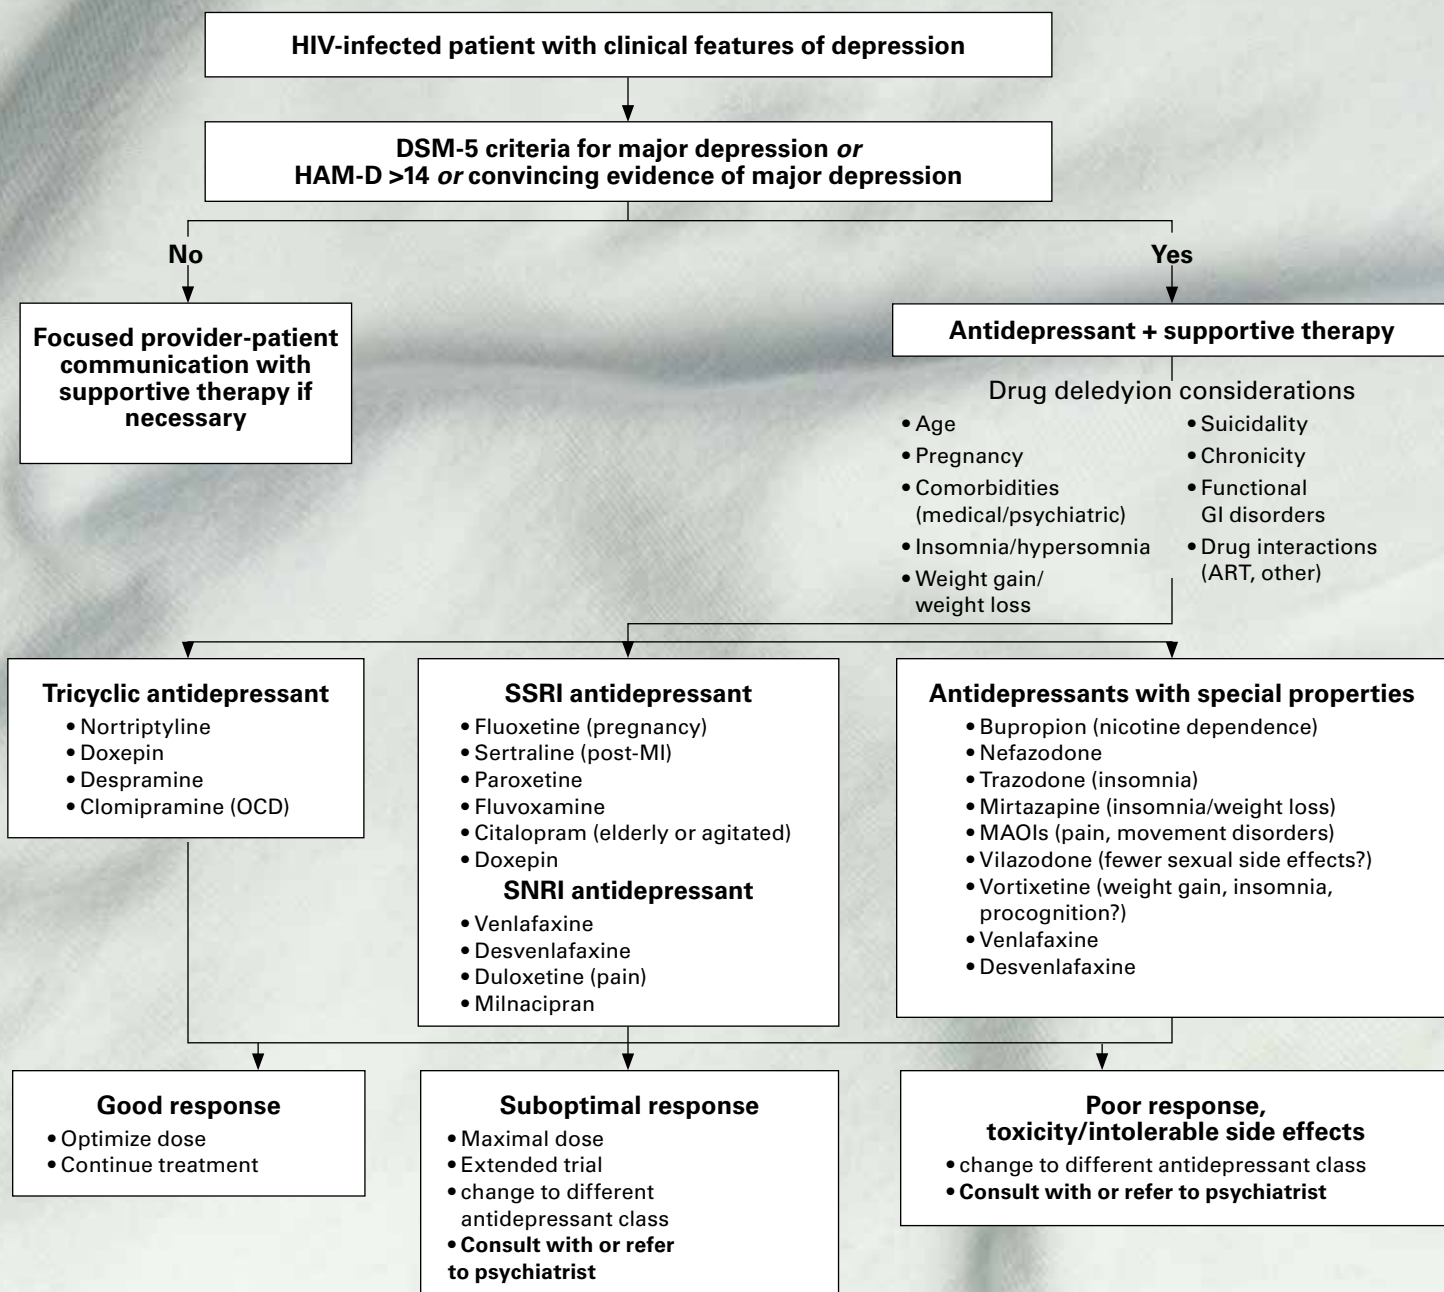 HIV-infected patient with clinical features of depression
DSM-5 criteria for major depression or
HAM-D >14 or convincing evidence of major depression
No
Yes
Focused provider-patient
communication with
supportive therapy if
necessary
Antidepressant + supportive therapy
Drug deledyion considerations
• Age
• Pregnancy
• Comorbidities
(medical/psychiatric)
• Insomnia/hypersomnia
• Weight gain/
weight loss
• Suicidality
• Chronicity
• Functional
GI disorders
• Drug interactions
(ART, other)
Tricyclic antidepressant
• Nortriptyline
• Doxepin
• Despramine
• Clomipramine (OCD)
SSRI antidepressant
• Fluoxetine (pregnancy)
• Sertraline (post-MI)
• Paroxetine
• Fluvoxamine
• Citalopram (elderly or agitated)
• Doxepin
SNRI antidepressant
• Venlafaxine
• Desvenlafaxine
• Duloxetine (pain)
• Milnacipran
Antidepressants with special properties
• Bupropion (nicotine dependence)
• Nefazodone
• Trazodone (insomnia)
• Mirtazapine (insomnia/weight loss)
• MAOIs (pain, movement disorders)
• Vilazodone (fewer sexual side effects?)
• Vortixetine (weight gain, insomnia,
procognition?)
• Venlafaxine
• Desvenlafaxine
Good response
• Optimize dose
• Continue treatment
Suboptimal response
• Maximal dose
• Extended trial
• change to different
antidepressant class
• Consult with or refer
to psychiatrist
Poor response,
toxicity/intolerable side effects
• change to different antidepressant class
• Consult with or refer to psychiatrist